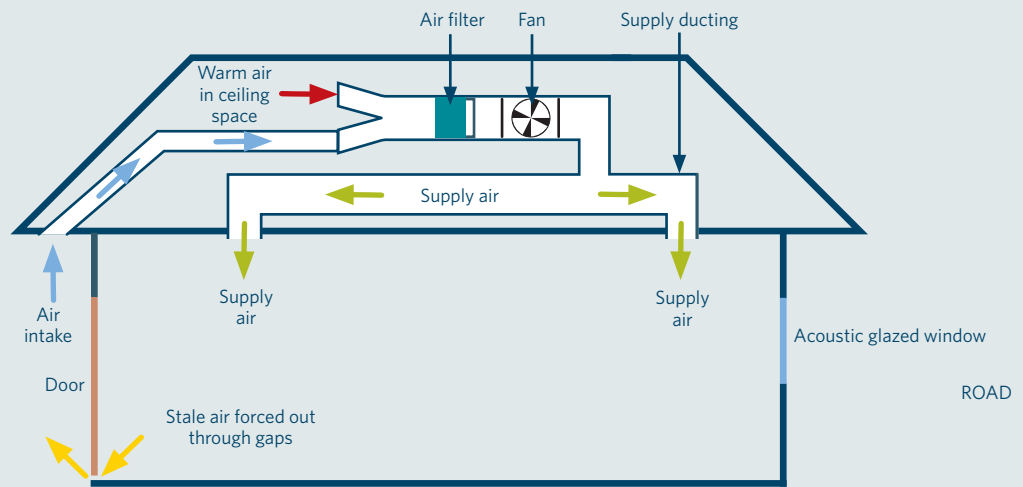 Air filter
Fan
Supply ducting
Warm air
in ceiling
space
Supply air
Supply
air
Supply
air
Air
intake
Acoustic glazed window
Door
ROAD
Stale air forced out
through gaps